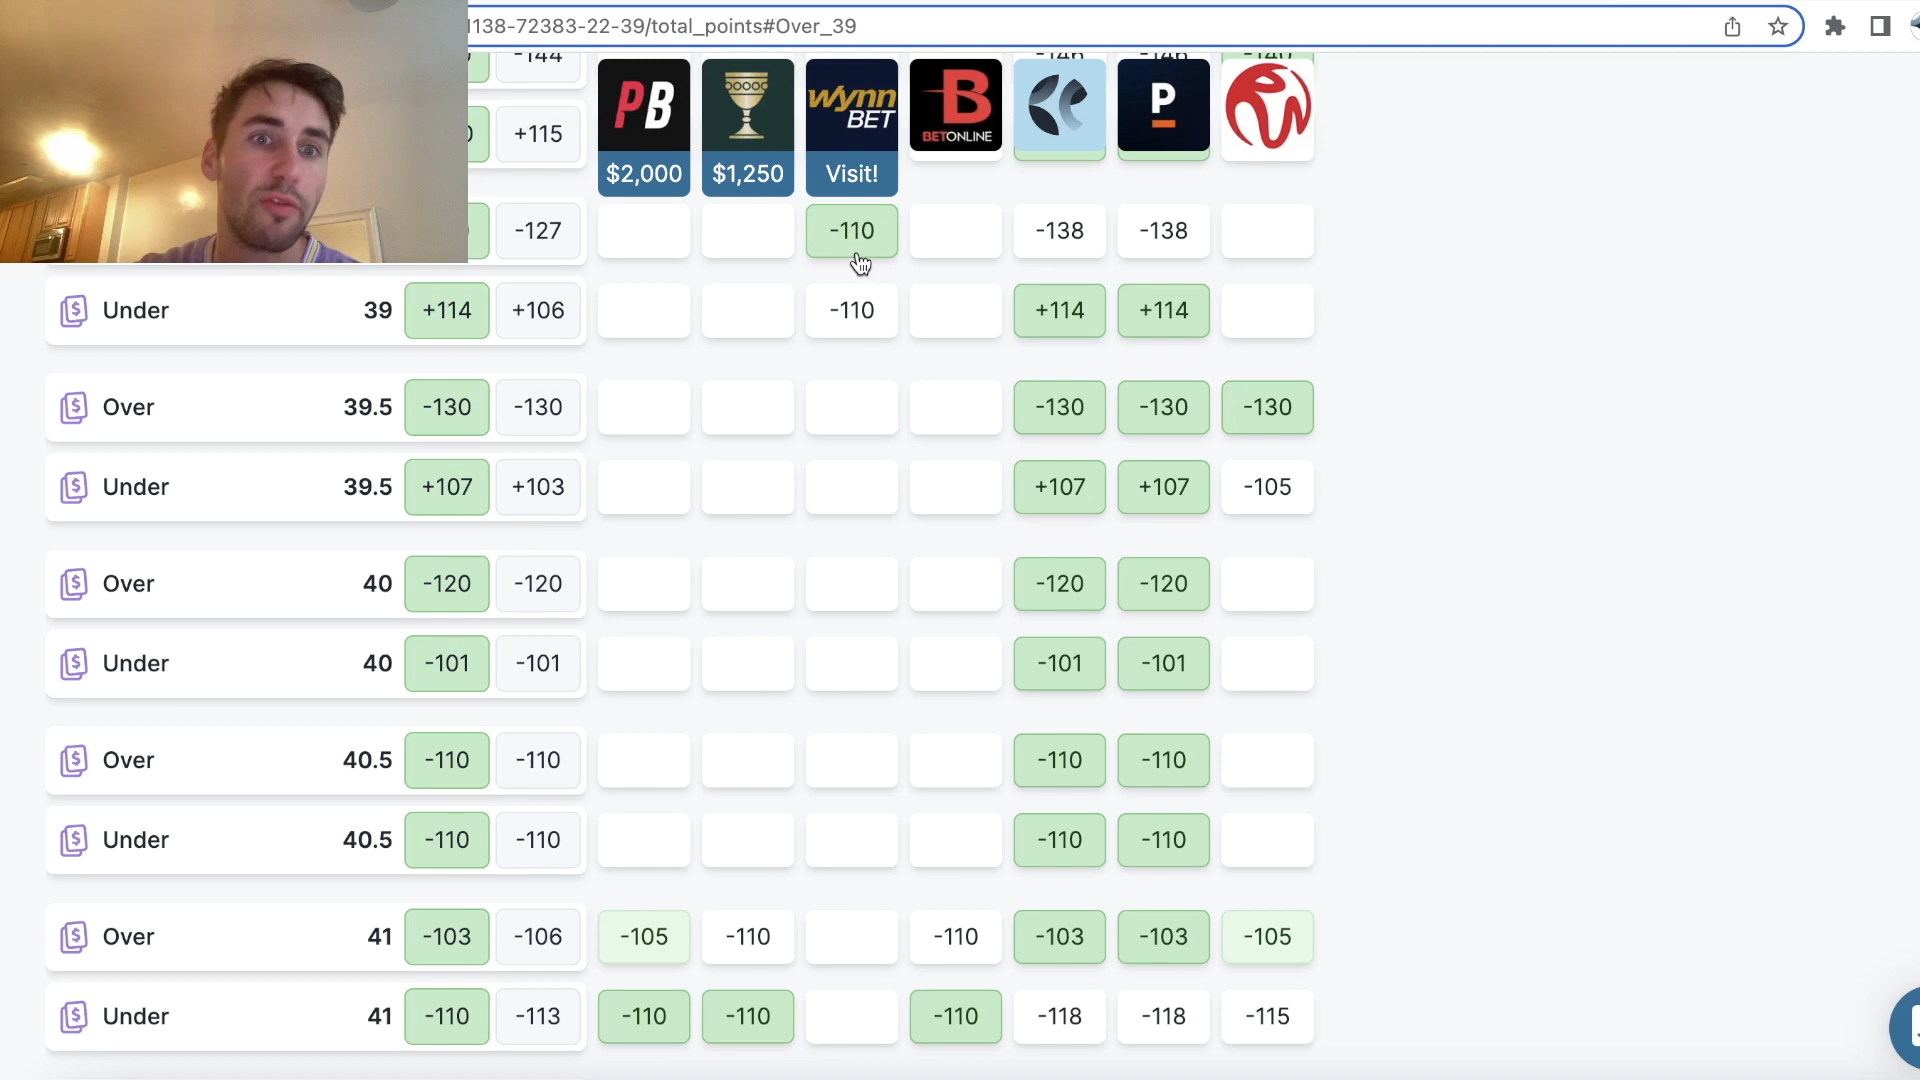 1138-72383-22-39/total_points#Over_39
-144 -146 -146 -140
PB wynn BET B BETONLINE P
+115
$2,000 $1,250 Visit!
-127 -110 -138 -138
Under 39 +114 +106 -110 +114 +114
Over 39.5 -130 -130 -130 -130 -130
Under 39.5 +107 +103 +107 +107 -105
Over 40 -120 -120 -120 -120
Under 40 -101 -101 -101 -101
Over 40.5 -110 -110 -110 -110
Under 40.5 -110 -110 -110 -110
Over 41 -103 -106 -105 -110 -110 -103 -103 -105
Under 41 -110 -113 -110 -110 -110 -118 -118 -115